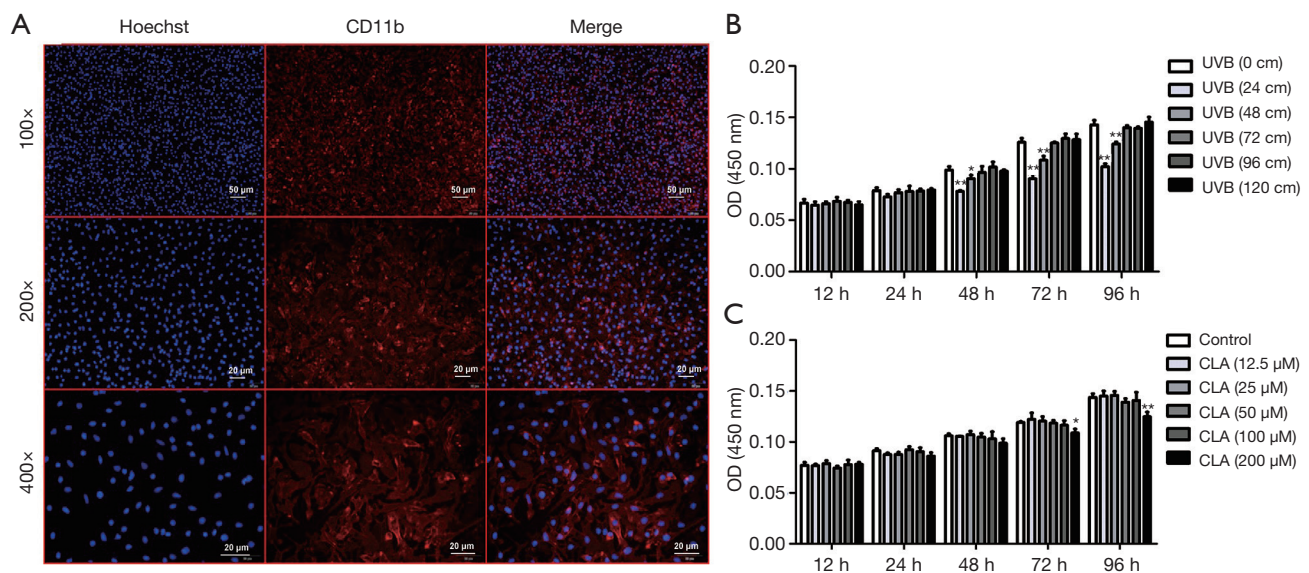 A
Hoechst
CD11b
Merge
100×
50 µm
50 µm
50 µm
200×
20 µm
20 µm
20 µm
400×
20 µm
20 µm
20 µm
B
OD (450 nm)
0.20
0.15
0.10
0.05
0.00
** *
** **
** **
12 h 24 h 48 h 72 h 96 h
UVB (0 cm)
UVB (24 cm)
UVB (48 cm)
UVB (72 cm)
UVB (96 cm)
UVB (120 cm)
C
OD (450 nm)
0.20
0.15
0.10
0.05
0.00
*
**
12 h 24 h 48 h 72 h 96 h
Control
CLA (12.5 µM)
CLA (25 µM)
CLA (50 µM)
CLA (100 µM)
CLA (200 µM)